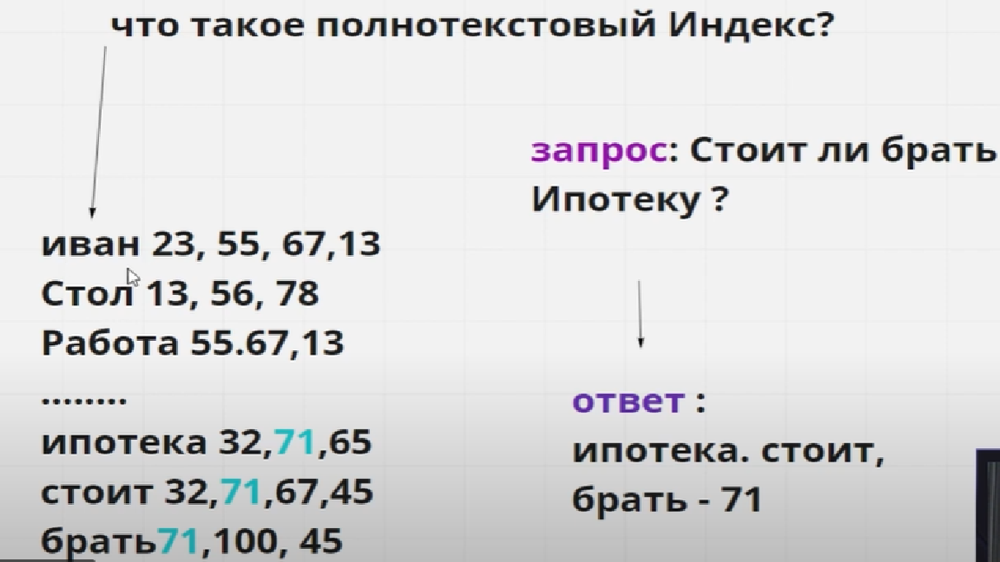 что такое полнотекстовый Индекс?
запрос: Стоит ли брать
Ипотеку ?
иван 23, 55, 67,13
Стол 13, 56, 78
Работа 55.67,13
........
ипотека 32,71,65
стоит 32,71,67,45
брать71,100, 45
ответ :
ипотека. стоит,
брать - 71